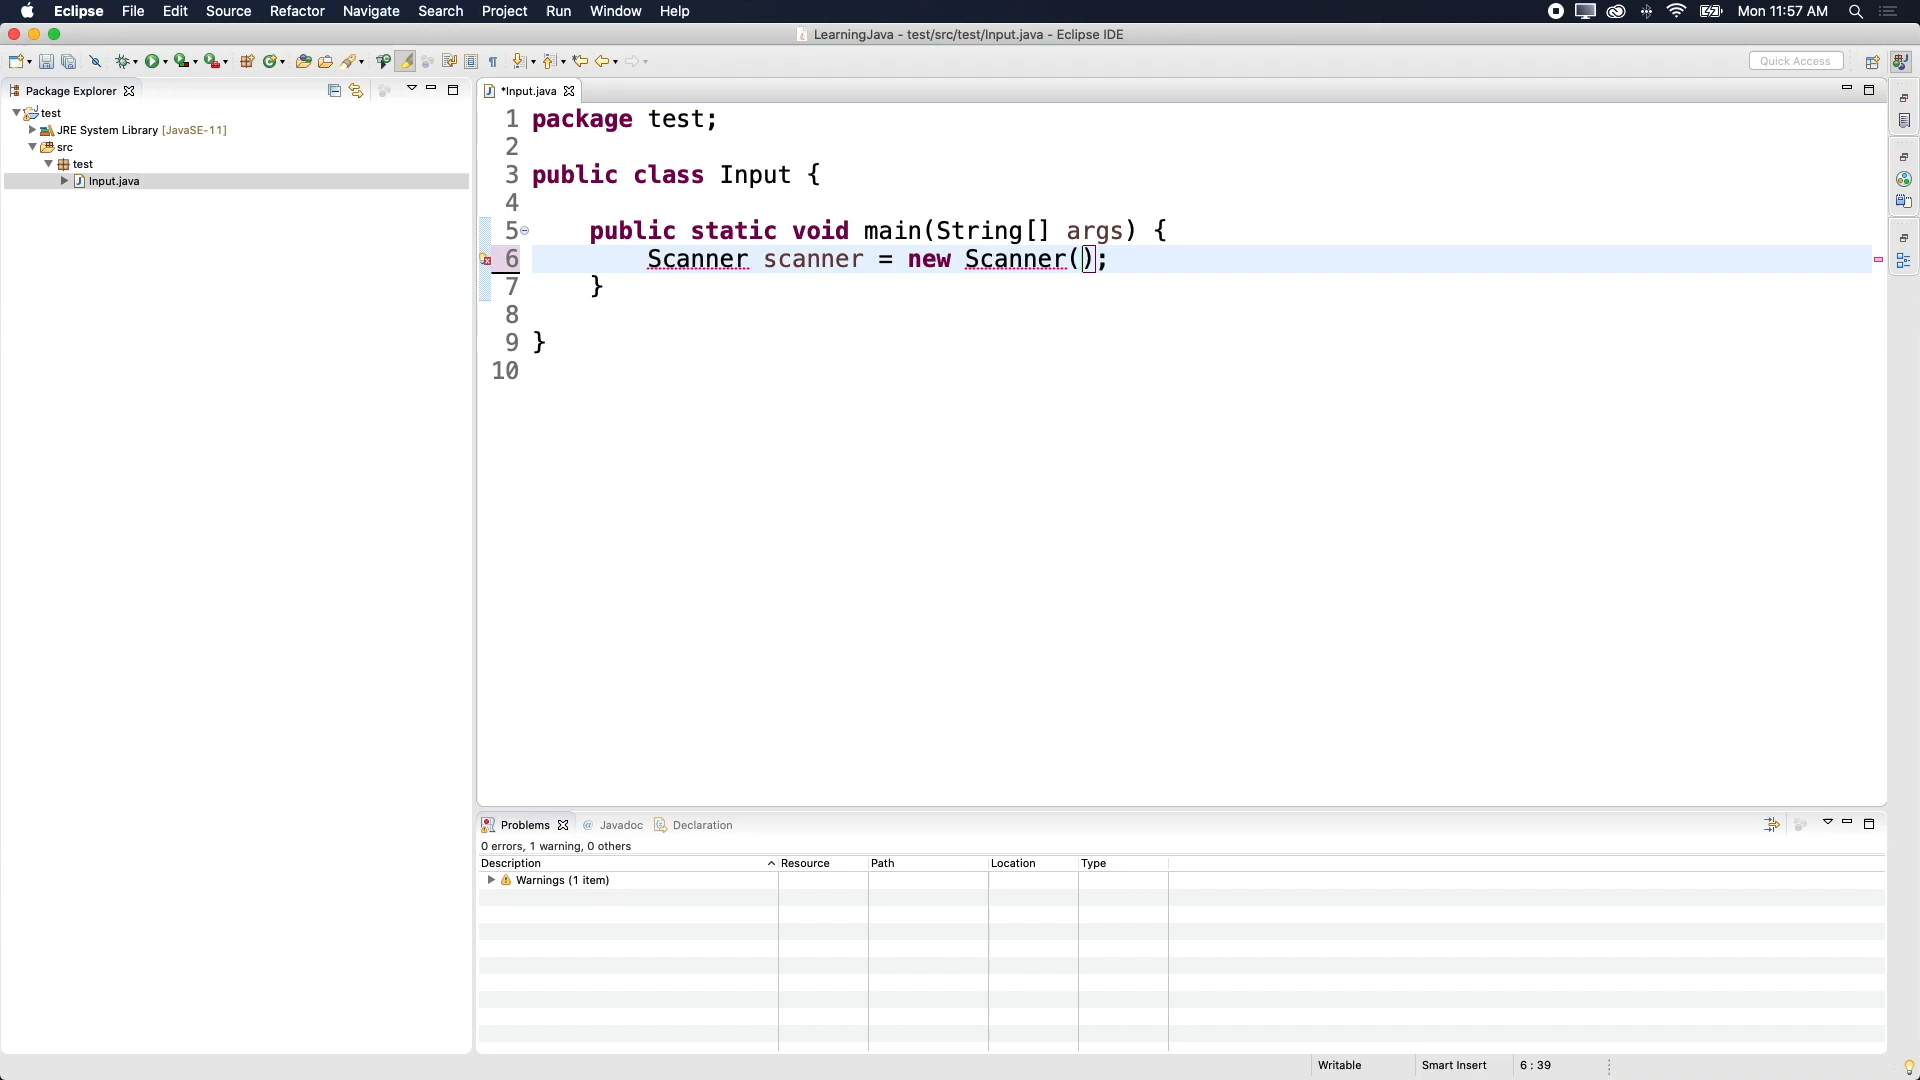 Eclipse File Edit Source Refactor Navigate Search Project Run Window Help Mon 11:57 AM
LearningJava - test/src/test/Input.java - Eclipse IDE
Quick Access
Package Explorer
*Input.java
test
JRE System Library [JavaSE-11]
src
test
Input.java
1 package test;
2
3 public class Input {
4
5 public static void main(String[] args) {
6 Scanner scanner = new Scanner();
7 }
8
9 }
10
Problems @ Javadoc Declaration
0 errors, 1 warning, 0 others
Description Resource Path Location Type
Warnings (1 item)
Writable Smart Insert 6 : 39